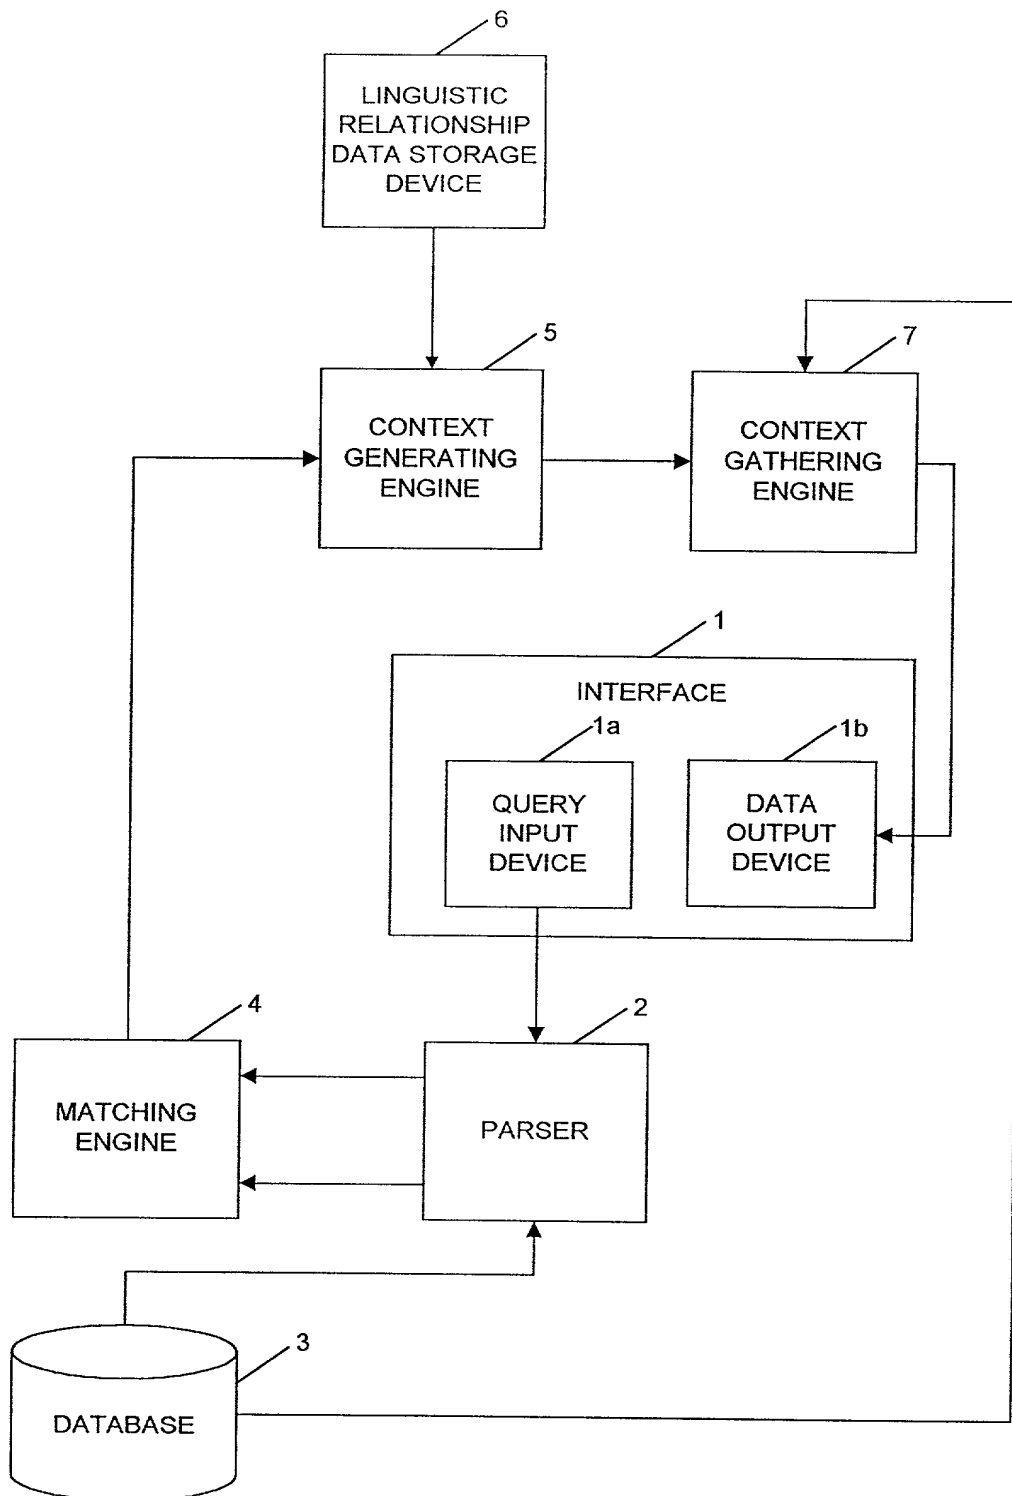 6
LINGUISTIC
RELATIONSHIP
DATA STORAGE
DEVICE
5
CONTEXT
GENERATING
ENGINE
7
CONTEXT
GATHERING
ENGINE
1
INTERFACE
1a
QUERY
INPUT
DEVICE
1b
DATA
OUTPUT
DEVICE
4
MATCHING
ENGINE
2
PARSER
3
DATABASE